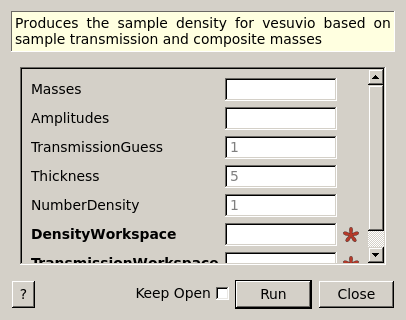 Produces the sample density for vesuvio based on
sample transmission and composite masses
Masses
Amplitudes
TransmissionGuess 1
Thickness 5
NumberDensity 1
DensityWorkspace *
TransmissionWorkspace *
? Keep Open Run Close